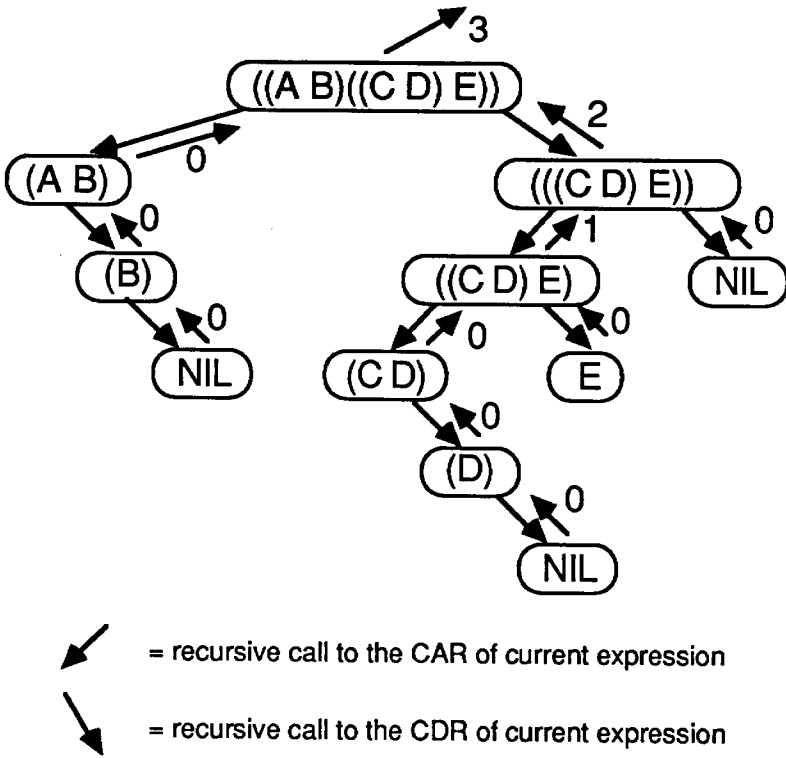 3
((A B)((C D) E))
2
0
(A B)
(((C D) E))
0
1
0
(B)
((C D) E)
NIL
0
0
0
NIL
(C D)
E
0
(D)
0
NIL
= recursive call to the CAR of current expression
= recursive call to the CDR of current expression